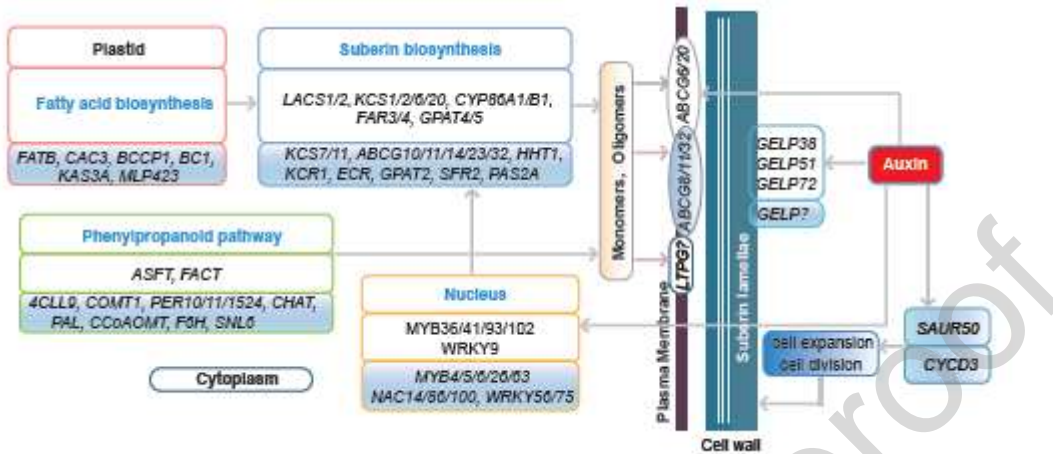 Plastid
Fatty acid biosynthesis
FATB, CAC3, BCCP1, BC1,
KAS3A, MLP423
Suberin biosynthesis
LACS1/2, KCS1/2/6/20, CYP86A1/B1,
FAR3/4, GPAT4/5
KCS7/11, ABCG10/11/14/23/32, HHT1,
KCR1, ECR, GPAT2, SFR2, PAS2A
Phenylpropanoid pathway
ASFT, FACT
4CLL9, COMT1, PER10/11/1524, CHAT,
PAL, CCoAOMT, F6H, SNL6
Cytoplasm
Nucleus
MYB36/41/93/102
WRKY9
MYB4/5/6/26/63
NAC14/86/100, WRKY56/75
Monomers, Oligomers
ABCG6/20
ABCG8/11/32
LTPG?
Plasma Membrane
Suberin lamellae
Cell wall
GELP38
GELP51
GELP72
GELP?
Auxin
SAUR50
CYCD3
cell expansion
cell division
proof